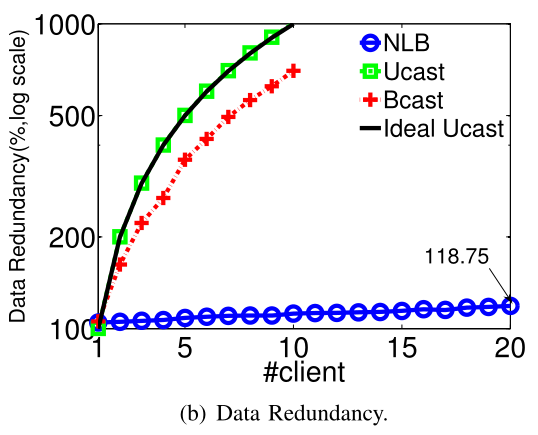 Data Redundancy(%,log scale)
1000
500
200
100
NLB
Ucast
Bcast
Ideal Ucast
118.75
1
5
10
15
20
#client
(b) Data Redundancy.